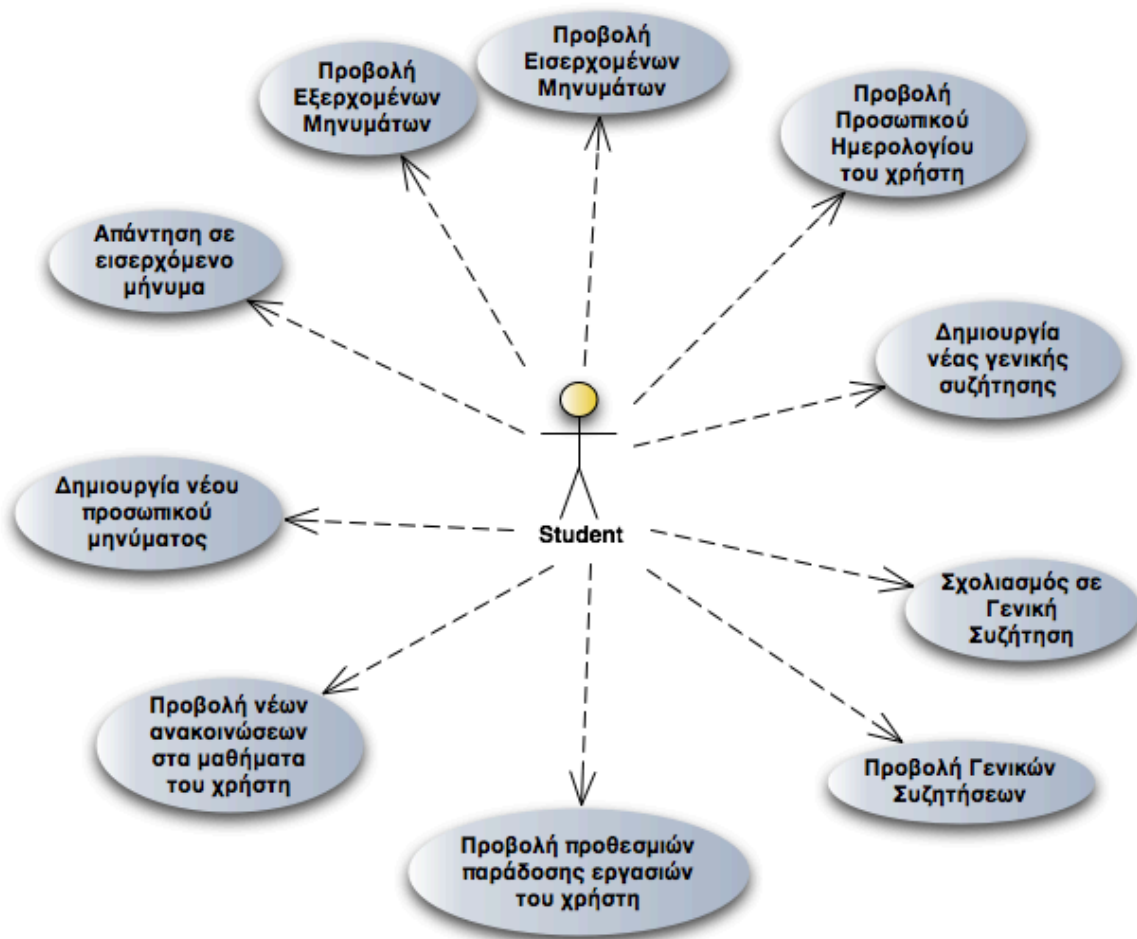 Προβολή
Εισερχομένων
Μηνυμάτων
Προβολή
Εξερχομένων
Μηνυμάτων
Προβολή
Προσωπικού
Ημερολογίου
του χρήστη
Απάντηση σε
εισερχόμενο
μήνυμα
Δημιουργία
νέας γενικής
συζήτησης
Δημιουργία νέου
προσωπικού
μηνύματος
Student
Σχολιασμός σε
Γενική
Συζήτηση
Προβολή νέων
ανακοινώσεων
στα μαθήματα
του χρήστη
Προβολή Γενικών
Συζητήσεων
Προβολή προθεσμιών
παράδοσης εργασιών
του χρήστη